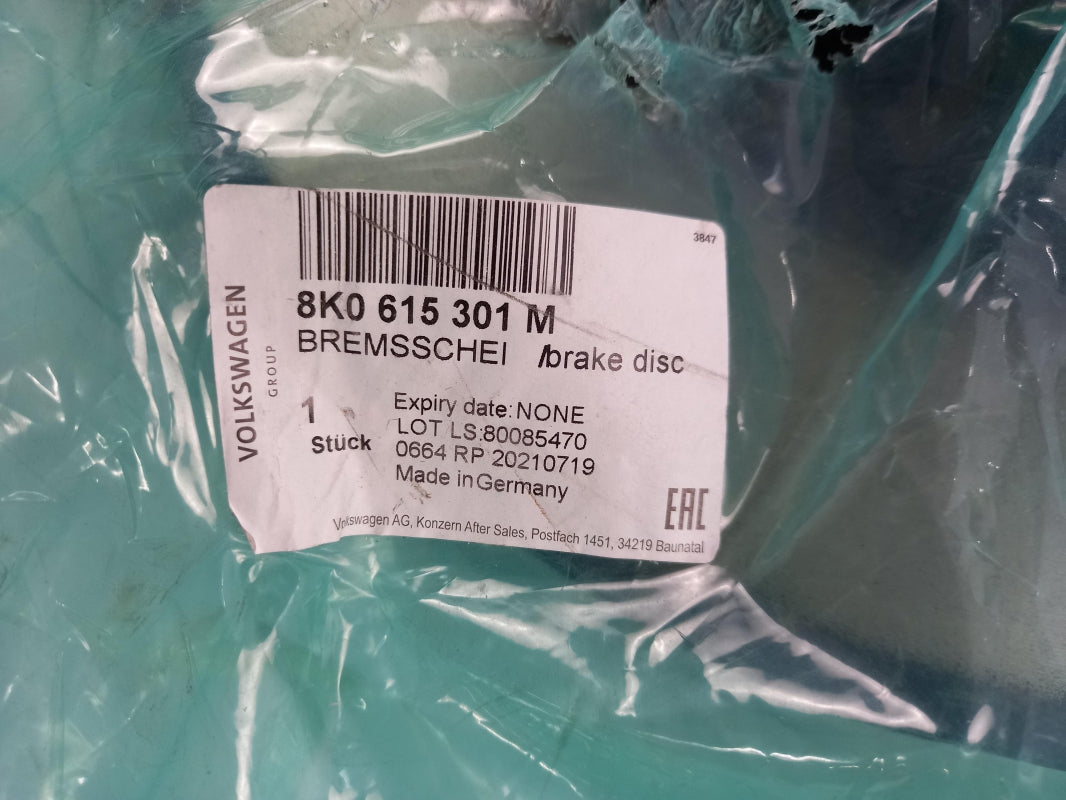 3847
8K0 615 301 M
BREMSSCHEI /brake disc
VOLKSWAGEN
GROUP
1
Stück
Expiry date: NONE
LOT LS:80085470
0664 RP 20210719
Made in Germany
EAC
Volkswagen AG, Konzern After Sales, Postfach 1451, 34219 Baunatal